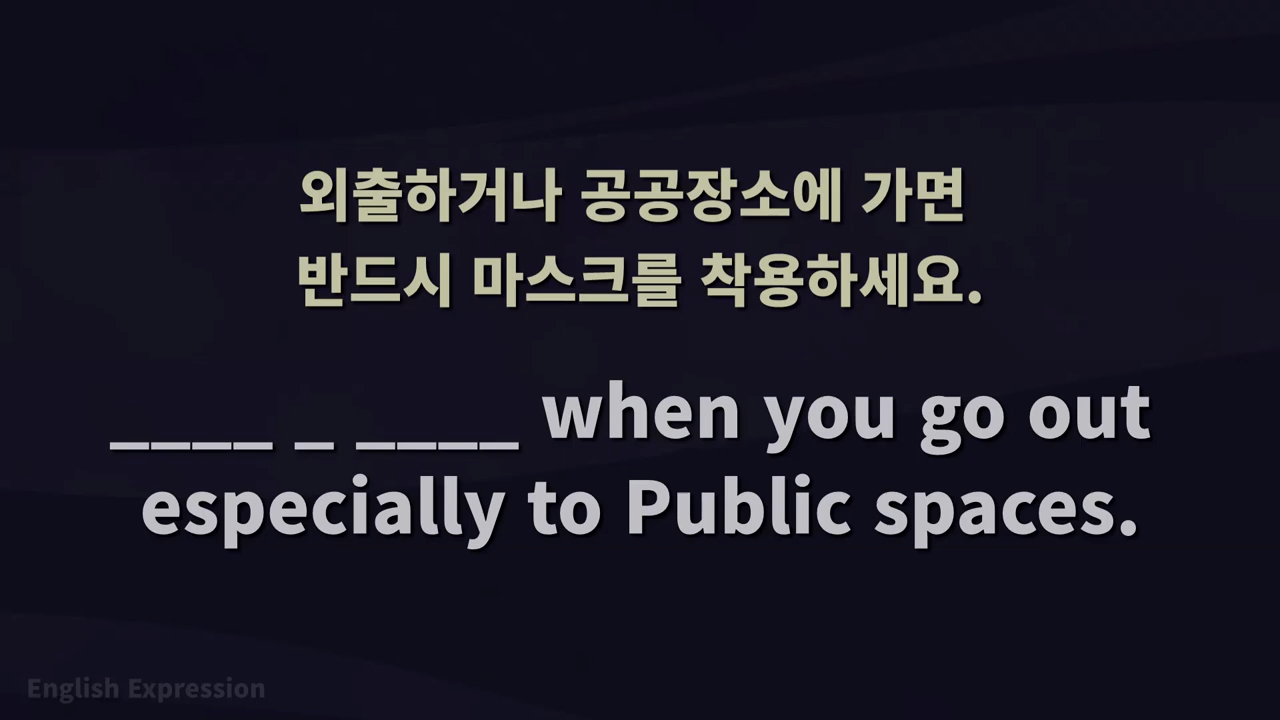 외출하거나 공공장소에 가면
반드시 마스크를 착용하세요.
____ _ ____ when you go out
especially to Public spaces.
English Expression